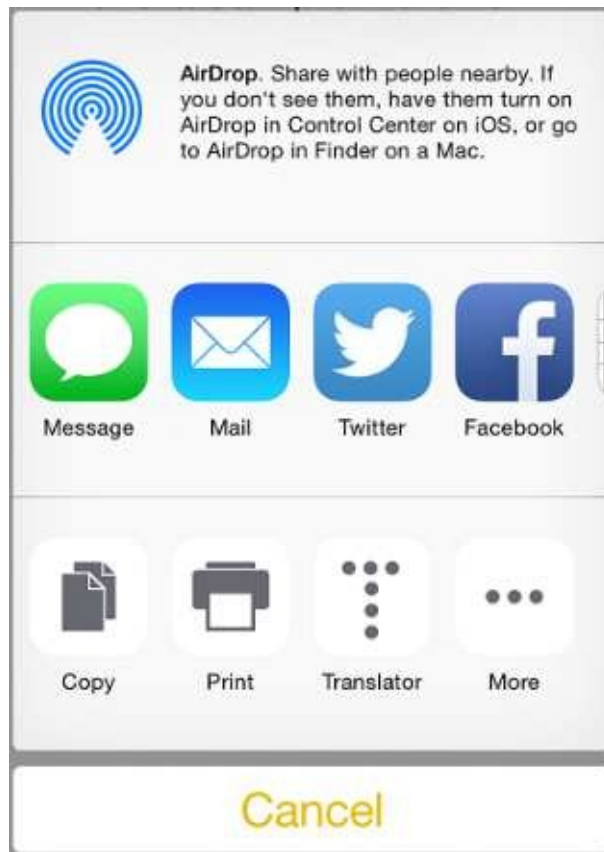 AirDrop. Share with people nearby. If
you don't see them, have them turn on
AirDrop in Control Center on iOS, or go
to AirDrop in Finder on a Mac.
Message Mail Twitter Facebook
Copy Print Translator More
Cancel